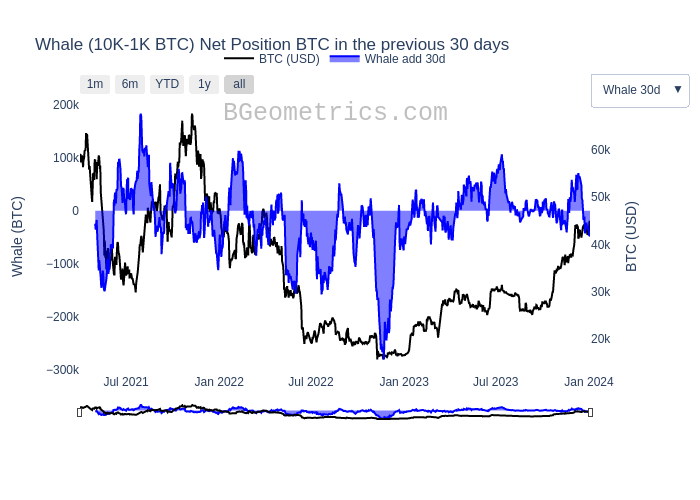 Whale (10K-1K BTC) Net Position BTC in the previous 30 days
BTC (USD) Whale add 30d
1m 6m YTD 1y all
Whale 30d ▼
BGeometrics.com
200k
100k
0
−100k
−200k
−300k
Whale (BTC)
60k
50k
40k
30k
20k
BTC (USD)
Jul 2021 Jan 2022 Jul 2022 Jan 2023 Jul 2023 Jan 2024